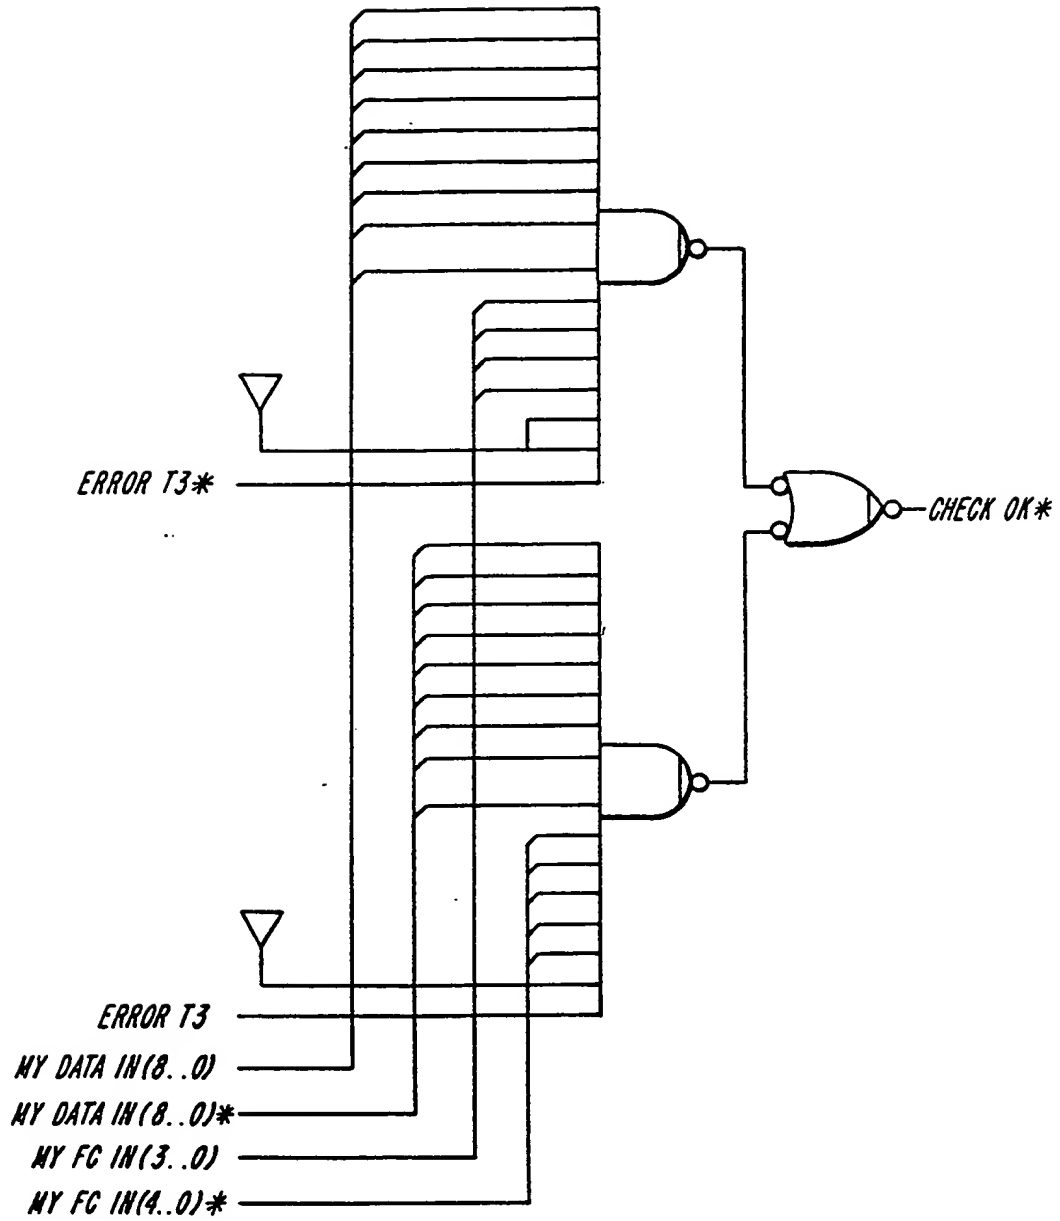 ERROR T3*
CHECK OK*
ERROR T3
MY DATA IN(8..0)
MY DATA IN(8..0)*
MY FC IN(3..0)
MY FC IN(4..0)*